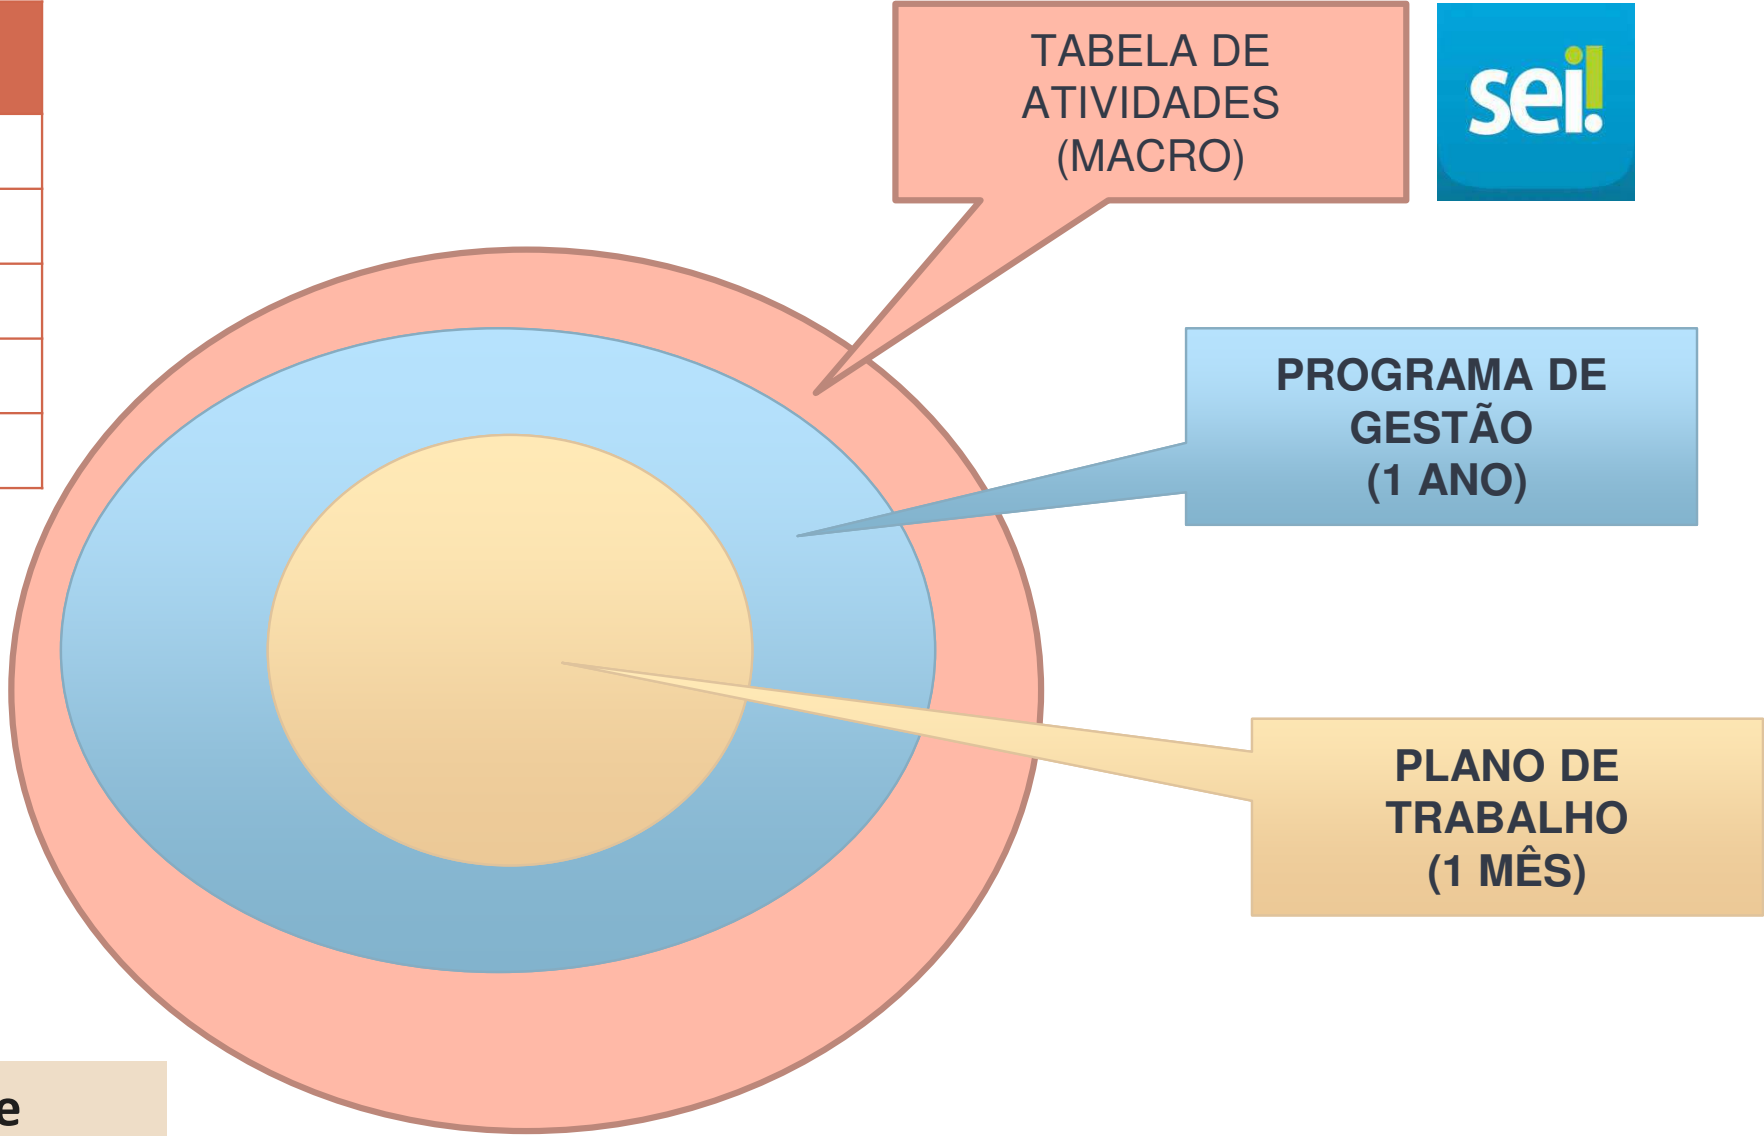 TABELA DE
ATIVIDADES
(MACRO)
sei!
PROGRAMA DE
GESTÃO
(1 ANO)
PLANO DE
TRABALHO
(1 MÊS)
e